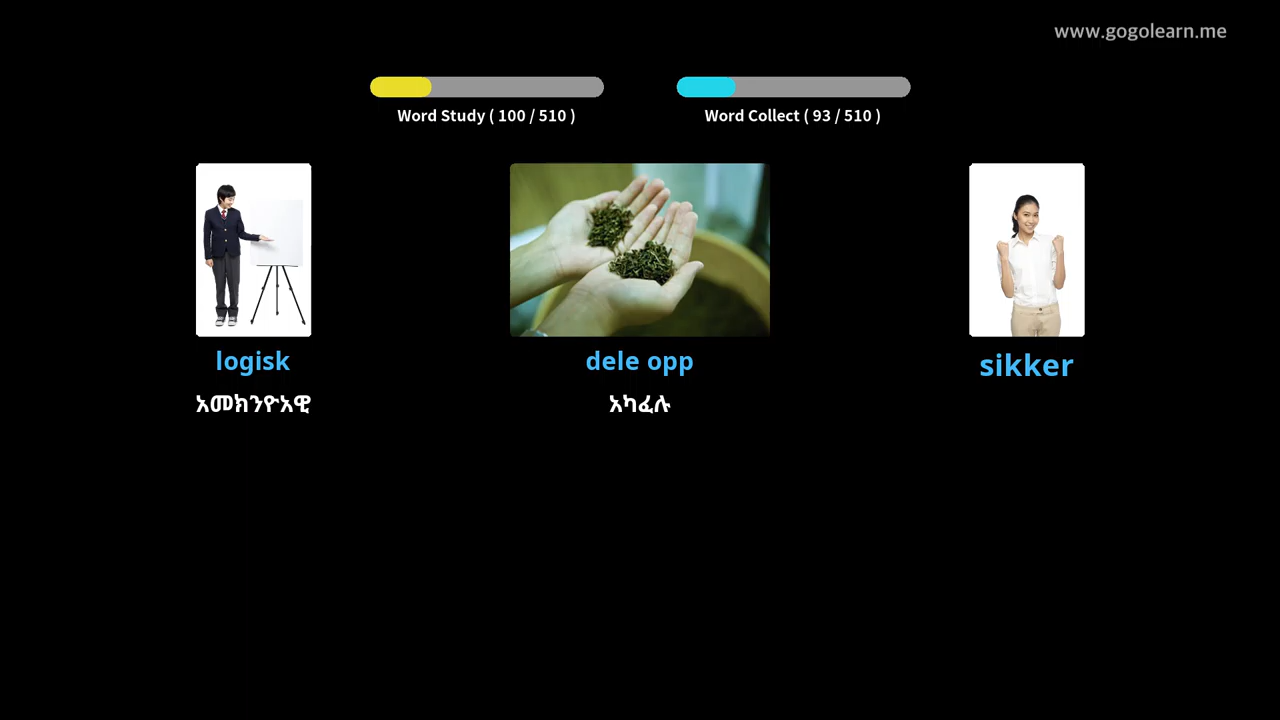 www.gogolearn.me
Word Study ( 100 / 510 )
Word Collect ( 93 / 510 )
logisk
dele opp
sikker
አመክንዮአዊ
አካፈሉ